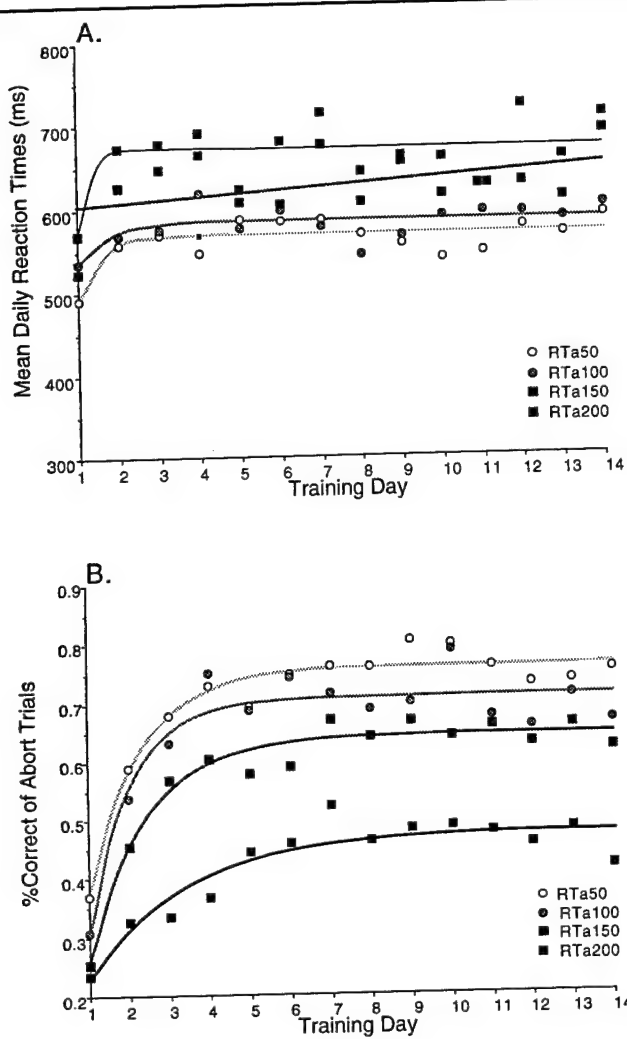 A.
Mean Daily Reaction Times (ms)
800
700
600
500
400
300
1 2 3 4 5 6 7 8 9 10 11 12 13 14
Training Day
RTa50
RTa100
RTa150
RTa200
B.
%Correct of Abort Trials
0.9
0.8
0.7
0.6
0.5
0.4
0.3
0.2
1 2 3 4 5 6 7 8 9 10 11 12 13 14
Training Day
RTa50
RTa100
RTa150
RTa200